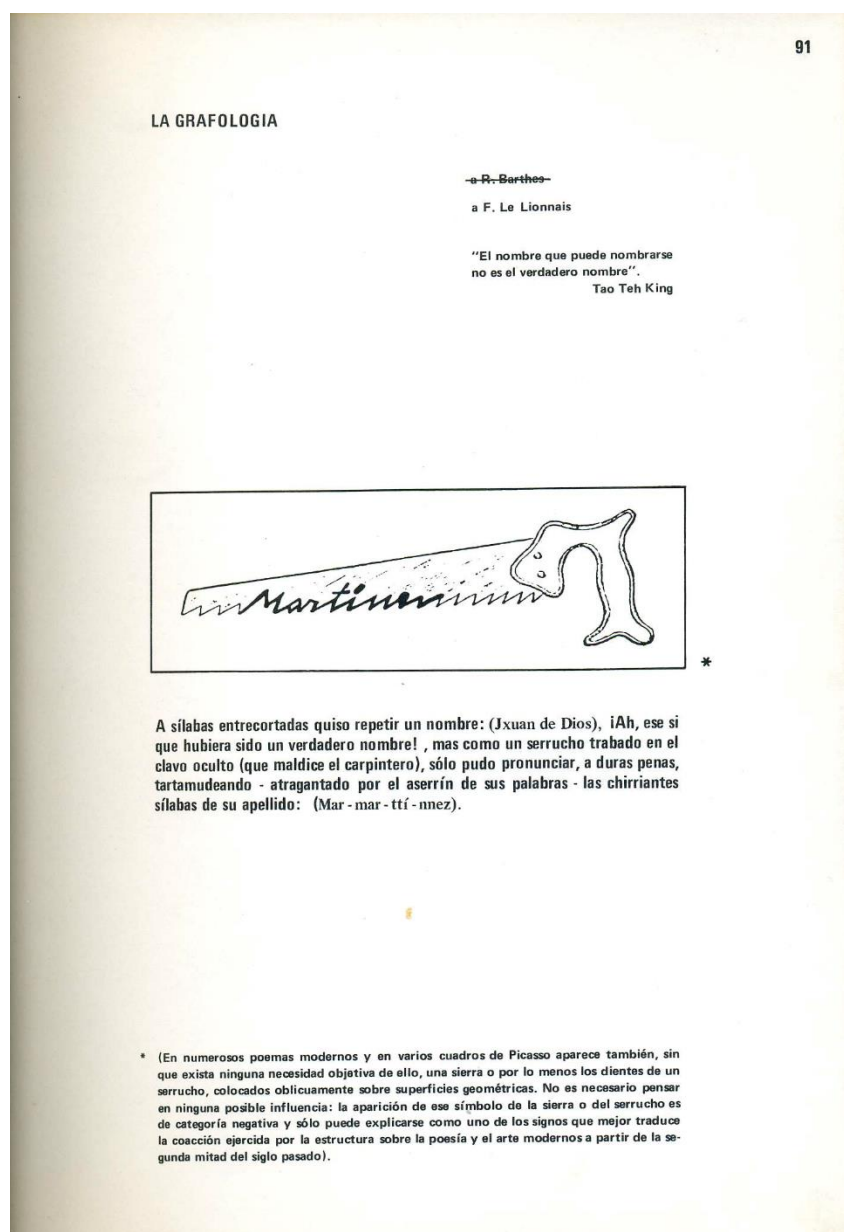 91
LA GRAFOLOGIA
a R. Barthes
a F. Le Lionnais
"El nombre que puede nombrarse
no es el verdadero nombre".
Tao Teh King
Martinez
*
A sílabas entrecortadas quiso repetir un nombre: (Jxuan de Dios), ¡Ah, ese si
que hubiera sido un verdadero nombre! , mas como un serrucho trabado en el
clavo oculto (que maldice el carpintero), sólo pudo pronunciar, a duras penas,
tartamudeando - atragantado por el aserrín de sus palabras - las chirriantes
sílabas de su apellido: (Mar - mar - ttí - nnez).
* (En numerosos poemas modernos y en varios cuadros de Picasso aparece también, sin
que exista ninguna necesidad objetiva de ello, una sierra o por lo menos los dientes de un
serrucho, colocados oblicuamente sobre superficies geométricas. No es necesario pensar
en ninguna posible influencia: la aparición de ese símbolo de la sierra o del serrucho es
de categoría negativa y sólo puede explicarse como uno de los signos que mejor traduce
la coacción ejercida por la estructura sobre la poesía y el arte modernos a partir de la se-
gunda mitad del siglo pasado).